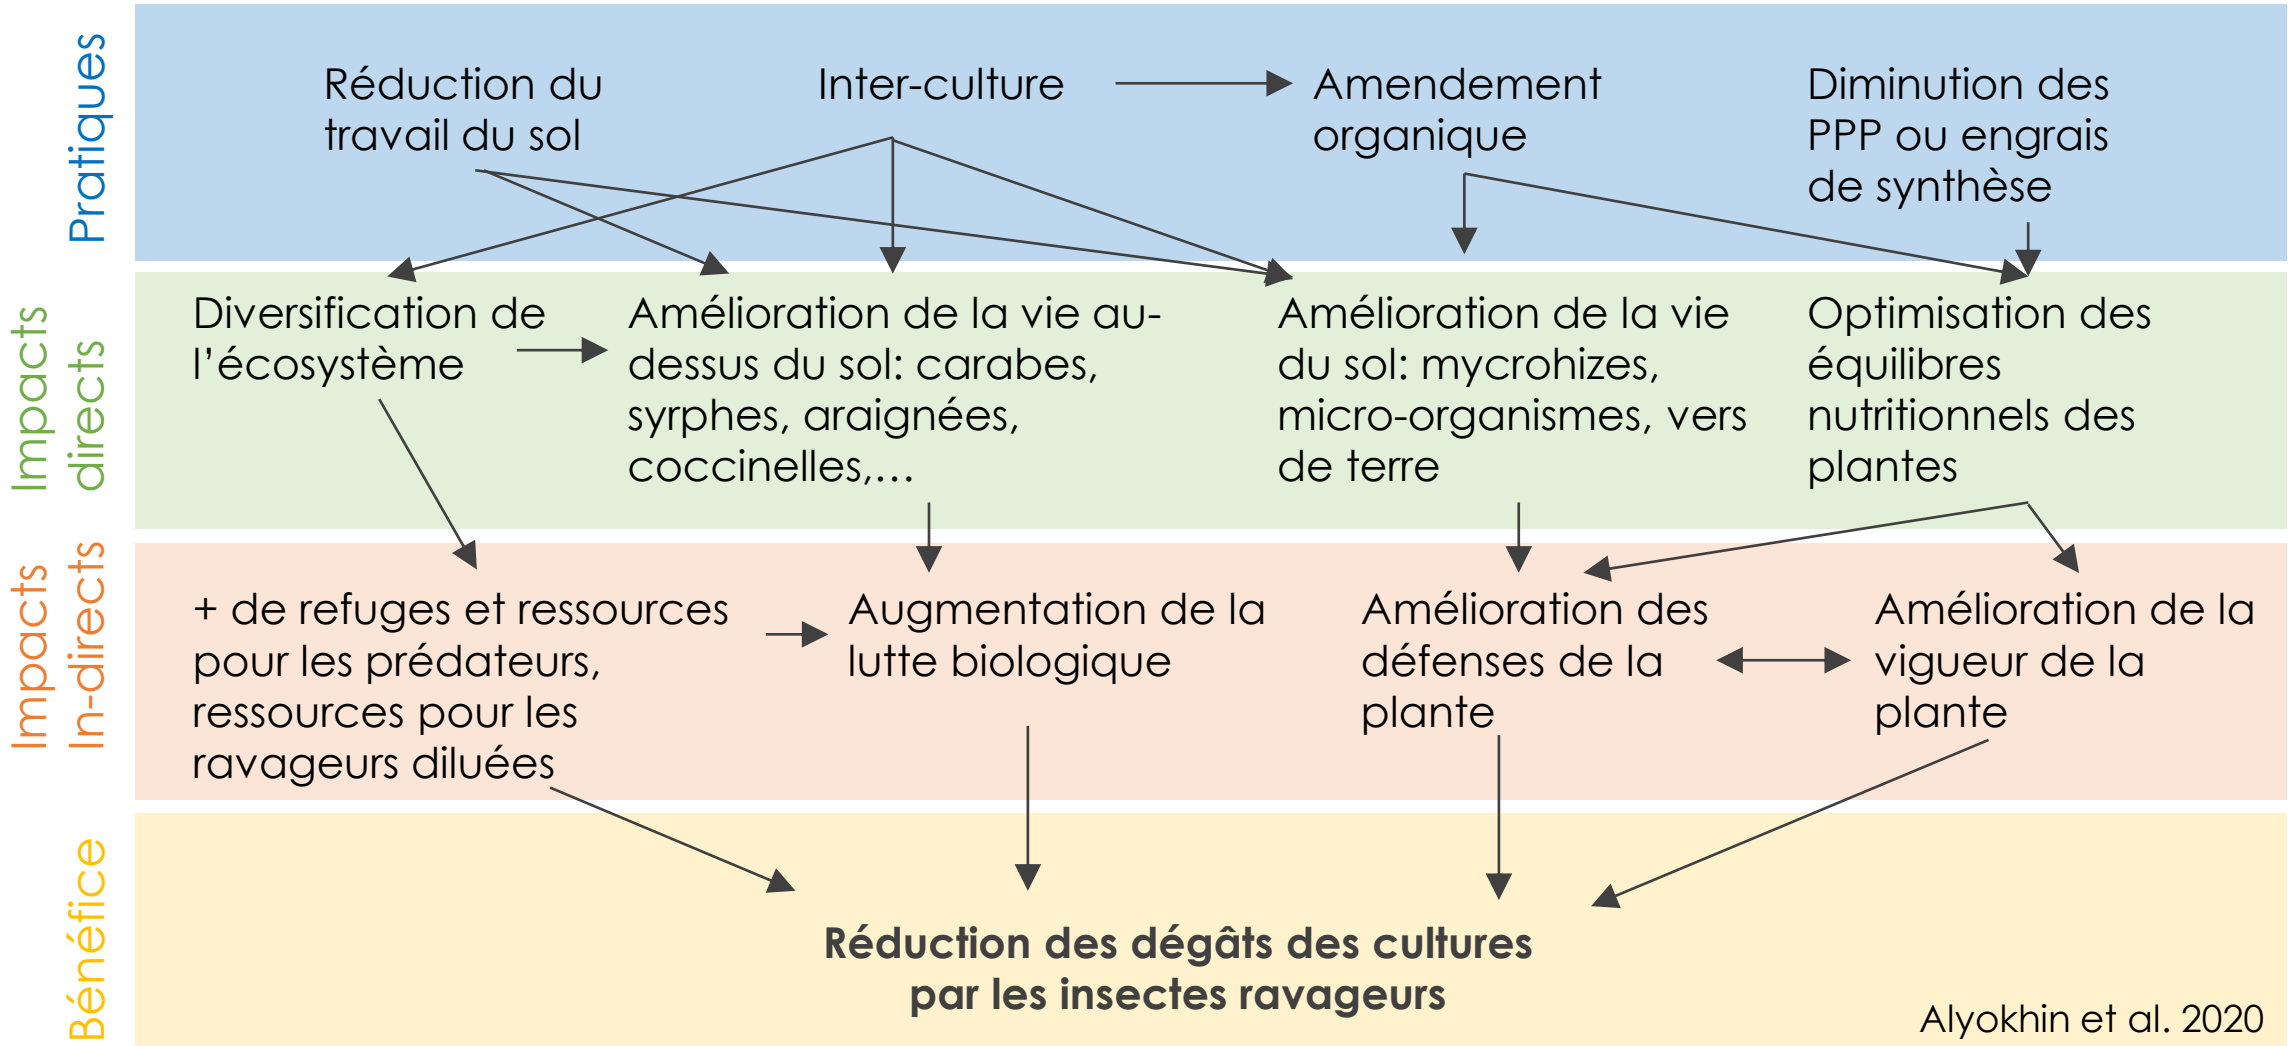 Pratiques
Réduction du
travail du sol
Inter-culture
Amendement
organique
Diminution des
PPP ou engrais
de synthèse
Impacts
directs
Diversification de
l’écosystème
Amélioration de la vie au-
dessus du sol: carabes,
syrphes, araignées,
coccinelles,…
Amélioration de la vie
du sol: mycrohizes,
micro-organismes, vers
de terre
Optimisation des
équilibres
nutritionnels des
plantes
Impacts
In-directs
+ de refuges et ressources
pour les prédateurs,
ressources pour les
ravageurs diluées
Augmentation de la
lutte biologique
Amélioration des
défenses de la
plante
Amélioration de la
vigueur de la
plante
Bénéfice
Réduction des dégâts des cultures
par les insectes ravageurs
Alyokhin et al. 2020